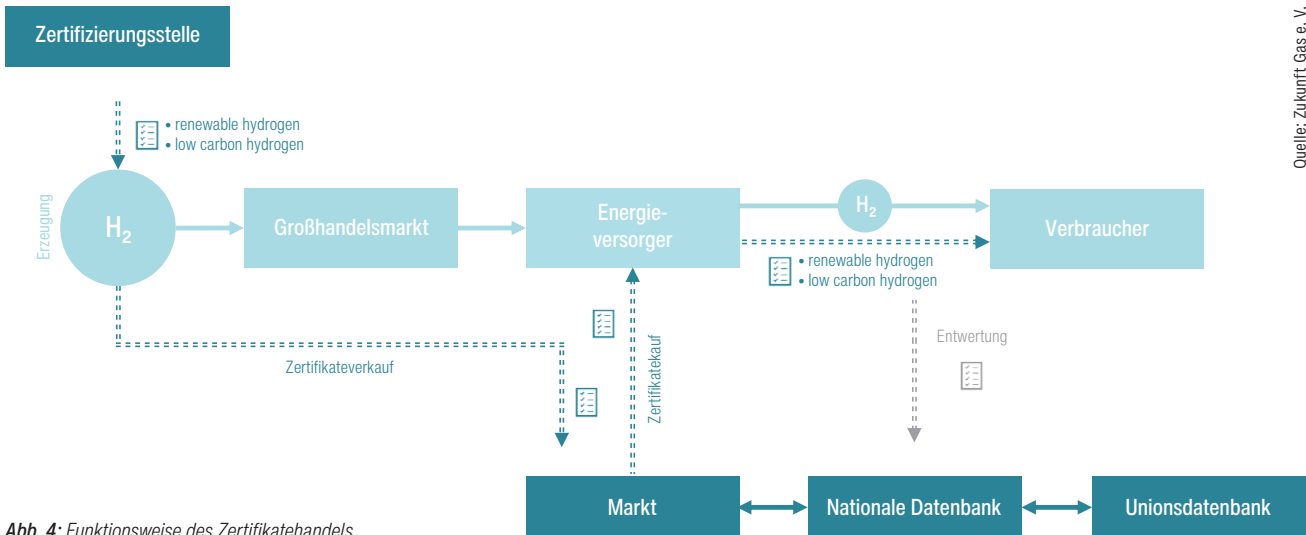 Zertifizierungsstelle
Quelle: Zukunft Gas e. V.
• renewable hydrogen
• low carbon hydrogen
Erzeugung
H₂
Großhandelsmarkt
Energie-
versorger
H₂
Verbraucher
• renewable hydrogen
• low carbon hydrogen
Entwertung
Zertifikateverkauf
Zertifikatekauf
Markt
Nationale Datenbank
Unionsdatenbank
Abb. 4: Funktionsweise des Zertifikatehandels